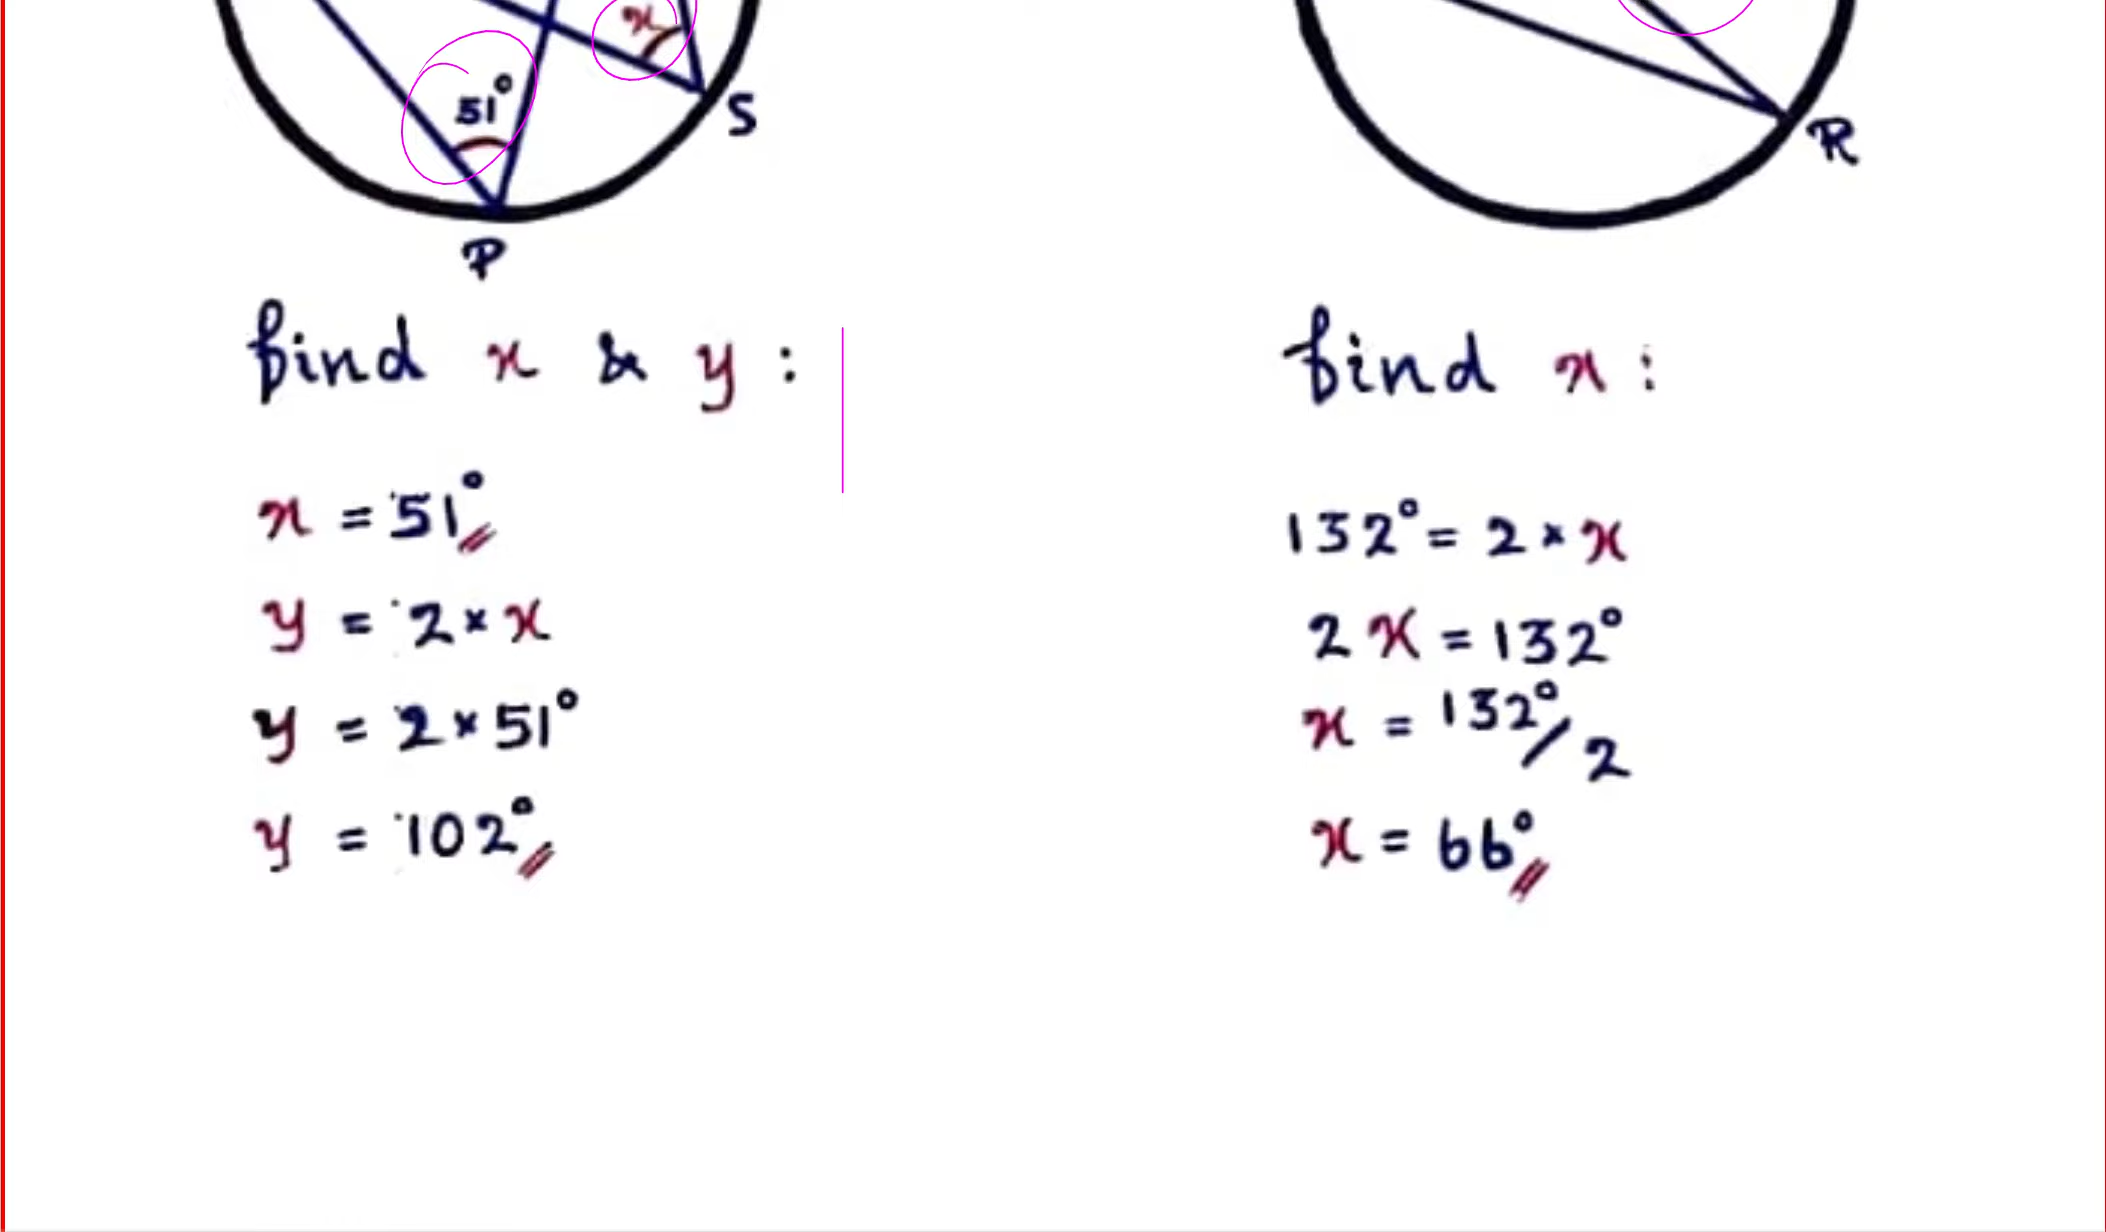 x
51°
S
R
P
find x & y :
x = 51°
y = 2 × x
y = 2 × 51°
y = 102°
find x :
132° = 2 × x
2x = 132°
x = 132°/2
x = 66°